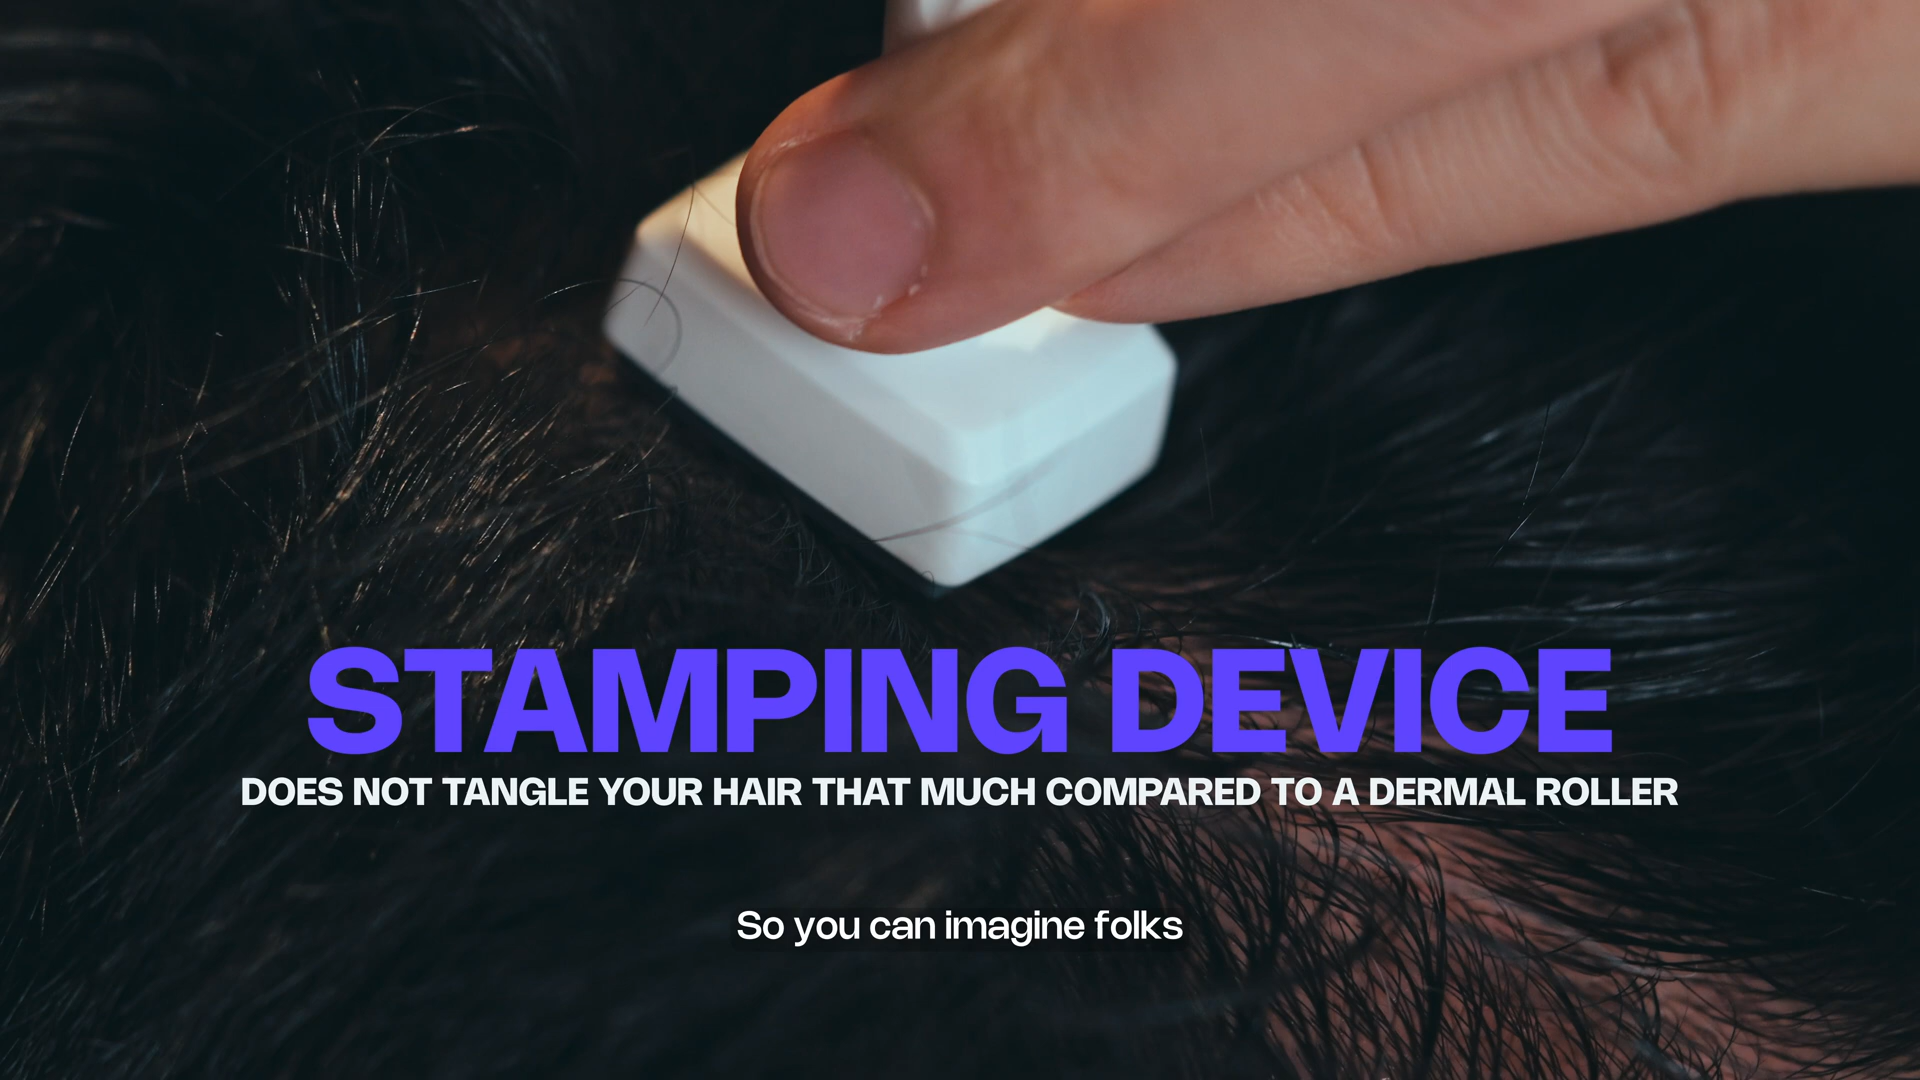 STAMPING DEVICE
DOES NOT TANGLE YOUR HAIR THAT MUCH COMPARED TO A DERMAL ROLLER
So you can imagine folks